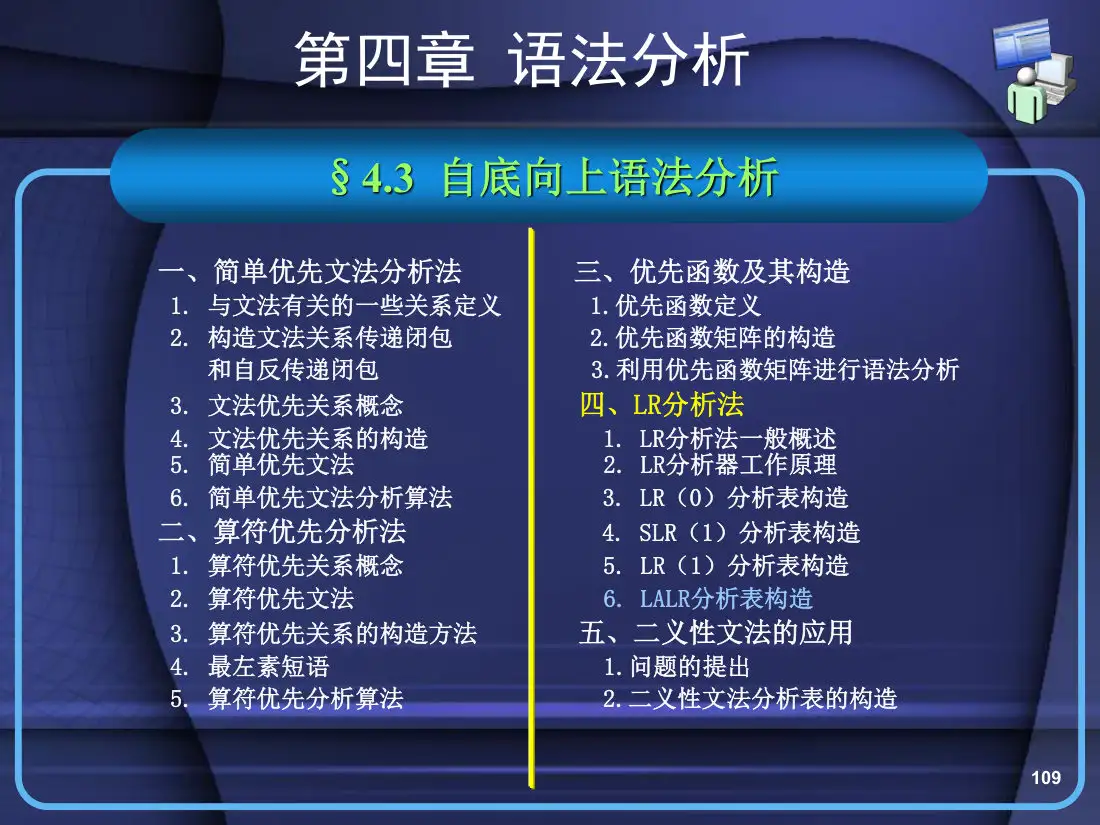 第四章 语法分析
§4.3 自底向上语法分析
一、简单优先文法分析法
1. 与文法有关的一些关系定义
2. 构造文法关系传递闭包
和自反传递闭包
3. 文法优先关系概念
4. 文法优先关系的构造
5. 简单优先文法
6. 简单优先文法分析算法
二、算符优先分析法
1. 算符优先关系概念
2. 算符优先文法
3. 算符优先关系的构造方法
4. 最左素短语
5. 算符优先分析算法
三、优先函数及其构造
1.优先函数定义
2.优先函数矩阵的构造
3.利用优先函数矩阵进行语法分析
四、LR分析法
1. LR分析法一般概述
2. LR分析器工作原理
3. LR（0）分析表构造
4. SLR（1）分析表构造
5. LR（1）分析表构造
6. LALR分析表构造
五、二义性文法的应用
1.问题的提出
2.二义性文法分析表的构造
109